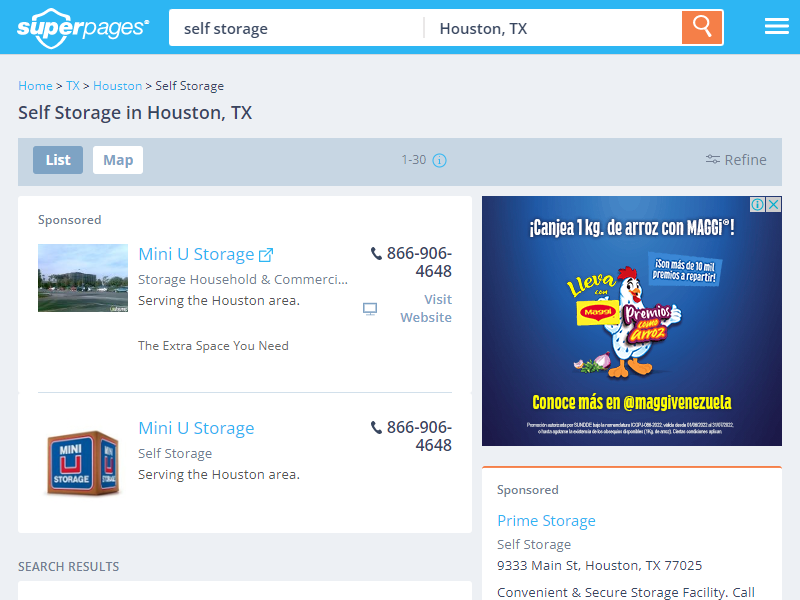 superpages
self storage
Houston, TX
Home > TX > Houston > Self Storage
Self Storage in Houston, TX
List
Map
1-30
Refine
Sponsored
Mini U Storage
Storage Household & Commerci...
Serving the Houston area.
The Extra Space You Need
866-906-
4648
Visit
Website
MINI
U
STORAGE
Mini U Storage
Self Storage
Serving the Houston area.
866-906-
4648
SEARCH RESULTS
¡Canjea 1 kg. de arroz con MAGGI®!
¡Son más de 10 mil
premios a repartir!
Lleva
con
Maggi
Premios
como
arroz
Conoce más en @maggivenezuela
Sponsored
Prime Storage
Self Storage
9333 Main St, Houston, TX 77025
Convenient & Secure Storage Facility. Call